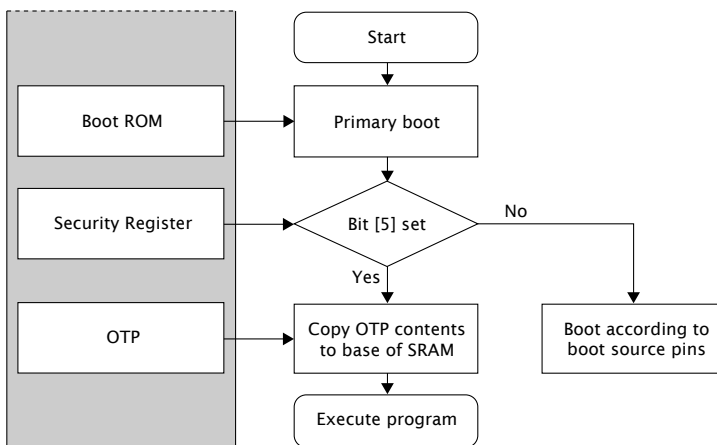 Start
Boot ROM
Primary boot
Security Register
Bit [5] set
No
Yes
OTP
Copy OTP contents
to base of SRAM
Boot according to
boot source pins
Execute program